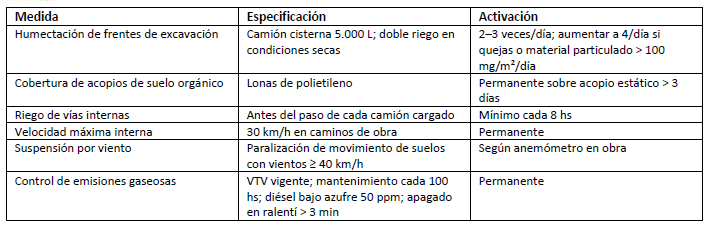 Medida Especificación Activación
Humectación de frentes de excavación Camión cisterna 5.000 L; doble riego en 2–3 veces/día; aumentar a 4/día si
condiciones secas quejas o material particulado > 100
mg/m²/día
Cobertura de acopios de suelo orgánico Lonas de polietileno Permanente sobre acopio estático > 3
días
Riego de vías internas Antes del paso de cada camión cargado Mínimo cada 8 hs
Velocidad máxima interna 30 km/h en caminos de obra Permanente
Suspensión por viento Paralización de movimiento de suelos Según anemómetro en obra
con vientos ≥ 40 km/h
Control de emisiones gaseosas VTV vigente; mantenimiento cada 100 Permanente
hs; diésel bajo azufre 50 ppm; apagado
en ralentí > 3 min